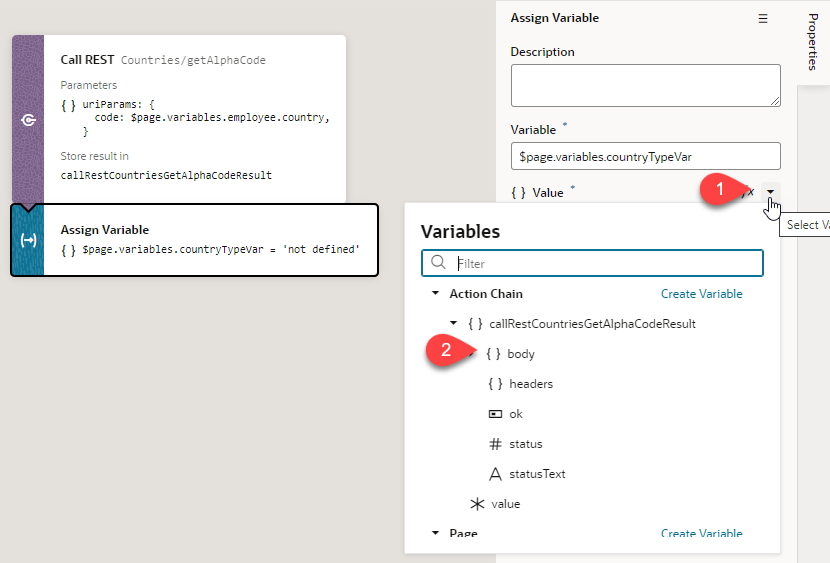 Call REST Countries/getAlphaCode
Parameters
{ } uriParams: {
code: $page.variables.employee.country,
}
Store result in
callRestCountriesGetAlphaCodeResult
Assign Variable
{ } $page.variables.countryTypeVar = 'not defined'
Assign Variable
Properties
Description
Variable *
$page.variables.countryTypeVar
{ } Value *
1
x
Select Va
Variables
Filter
Action Chain Create Variable
{ } callRestCountriesGetAlphaCodeResult
2
{ } body
{ } headers
ok
# status
A statusText
value
Page Create Variable